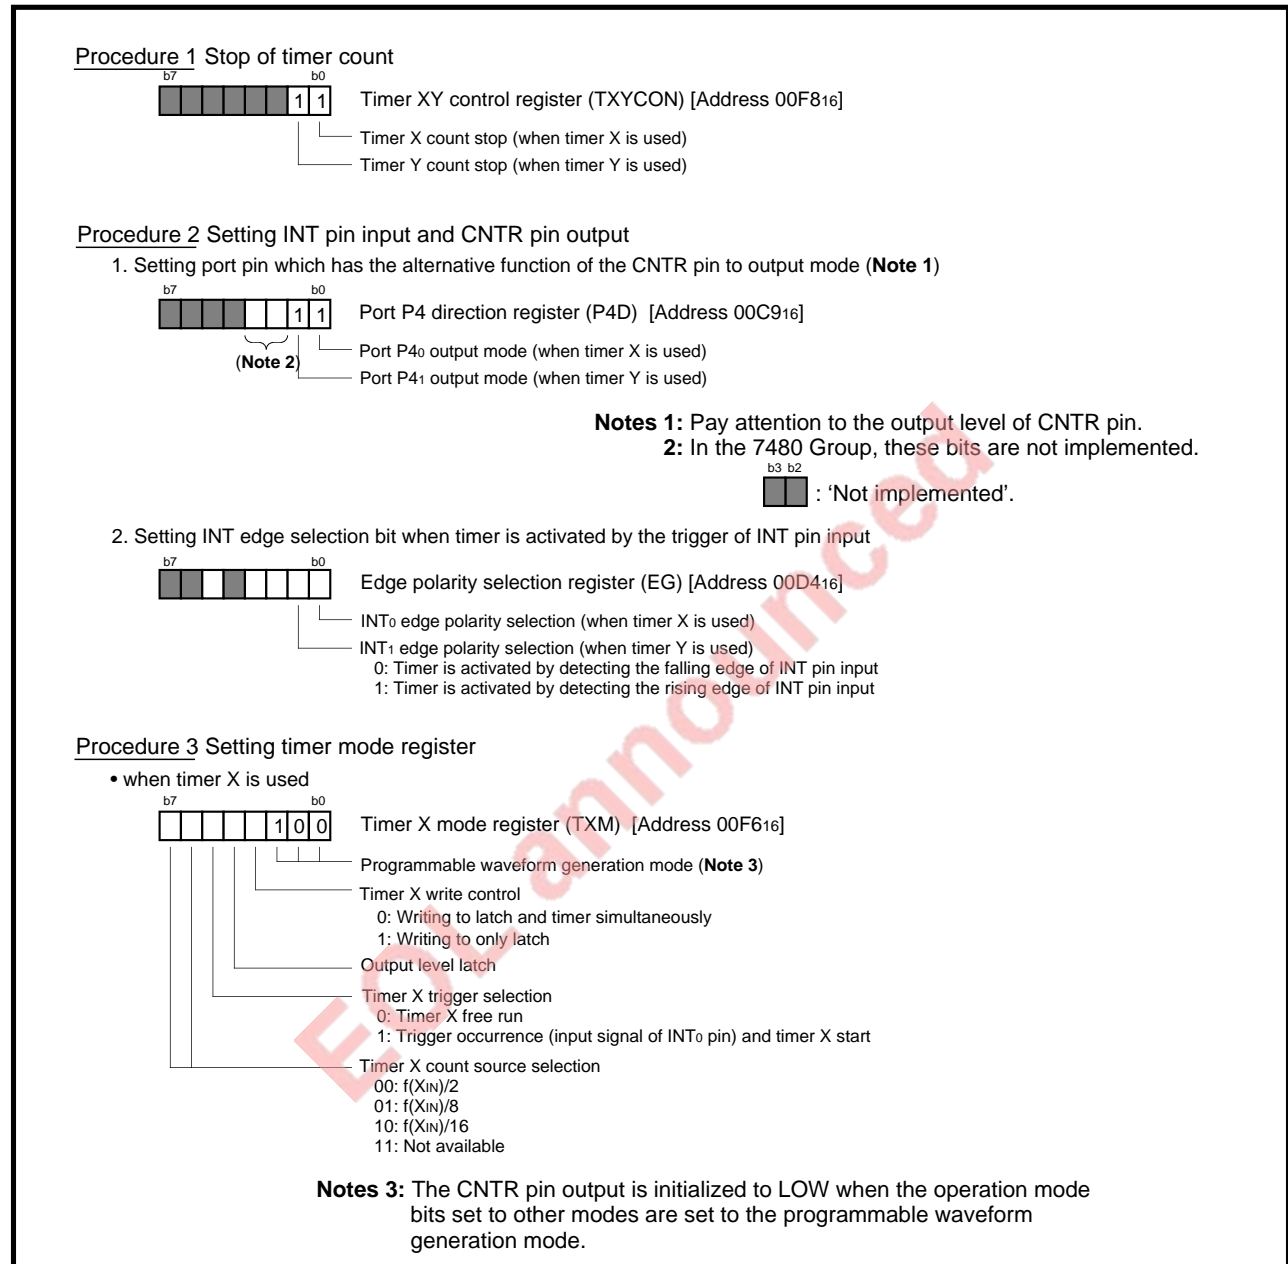 Procedure 1 Stop of timer count
b7 b0
1 1 Timer XY control register (TXYCON) [Address 00F816]
Timer X count stop (when timer X is used)
Timer Y count stop (when timer Y is used)
Procedure 2 Setting INT pin input and CNTR pin output
1. Setting port pin which has the alternative function of the CNTR pin to output mode (Note 1)
b7 b0
1 1 Port P4 direction register (P4D) [Address 00C916]
Port P40 output mode (when timer X is used)
(Note 2)
Port P41 output mode (when timer Y is used)
Notes 1: Pay attention to the output level of CNTR pin.
2: In the 7480 Group, these bits are not implemented.
b3 b2
: ‘Not implemented’.
2. Setting INT edge selection bit when timer is activated by the trigger of INT pin input
b7 b0
Edge polarity selection register (EG) [Address 00D416]
INT0 edge polarity selection (when timer X is used)
INT1 edge polarity selection (when timer Y is used)
0: Timer is activated by detecting the falling edge of INT pin input
1: Timer is activated by detecting the rising edge of INT pin input
Procedure 3 Setting timer mode register
• when timer X is used
b7 b0
1 0 0 Timer X mode register (TXM) [Address 00F616]
Programmable waveform generation mode (Note 3)
Timer X write control
0: Writing to latch and timer simultaneously
1: Writing to only latch
Output level latch
Timer X trigger selection
0: Timer X free run
1: Trigger occurrence (input signal of INT0 pin) and timer X start
Timer X count source selection
00: f(XIN)/2
01: f(XIN)/8
10: f(XIN)/16
11: Not available
Notes 3: The CNTR pin output is initialized to LOW when the operation mode
bits set to other modes are set to the programmable waveform
generation mode.
EOL announced